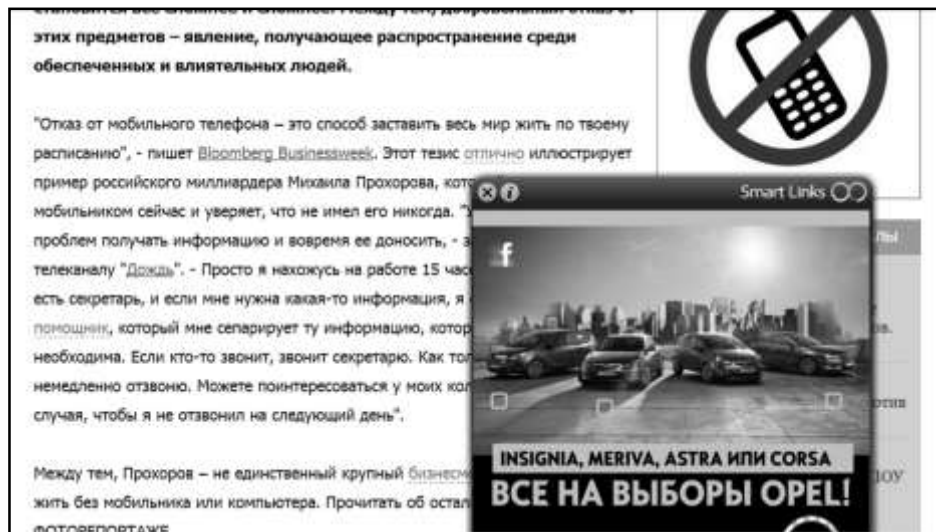 этих предметов – явление, получающее распространение среди
обеспеченных и влиятельных людей.
"Отказ от мобильного телефона – это способ заставить весь мир жить по твоему
расписанию", - пишет Bloomberg Businessweek. Этот тезис отлично иллюстрирует
пример российского миллиардера Михаила Прохорова, кото
мобильником сейчас и уверяет, что не имел его никогда. "У
проблем получать информацию и вовремя ее доносить, - з
телеканалу "Дождь". - Просто я нахожусь на работе 15 часо
есть секретарь, и если мне нужна какая-то информация, я
помощник, который мне сепарирует ту информацию, котор
необходима. Если кто-то звонит, звонит секретарю. Как тол
немедленно отзвоню. Можете поинтересоваться у моих кол
случая, чтобы я не отзвонил на следующий день".
Между тем, Прохоров – не единственный крупный бизнесм
жить без мобильника или компьютера. Прочитать об остал
ФОТОРЕПОРТАЖЕ
Smart Links
f
INSIGNIA, MERIVA, ASTRA ИЛИ CORSA
ВСЕ НА ВЫБОРЫ OPEL!